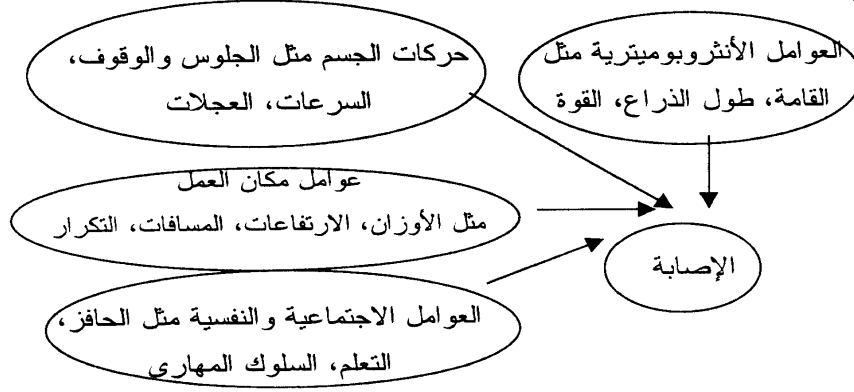 العوامل الأنثروبوميترية مثل
القامة، طول الذراع، القوة
حركات الجسم مثل الجلوس والوقوف،
السرعات، العجلات
عوامل مكان العمل
مثل الأوزان، الارتفاعات، المسافات، التكرار
الإصابة
العوامل الاجتماعية والنفسية مثل الحافز،
التعلم، السلوك المهاري